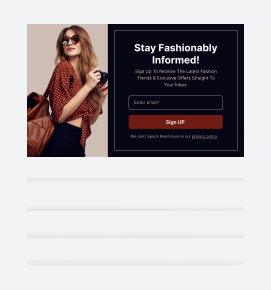 Stay Fashionably
Informed!
Sign Up To Receive The Latest Fashion
Trends & Exclusive Offers Straight To
Your Inbox.
Enter Email*
Sign UP
We don't spam! Read more in our privacy policy